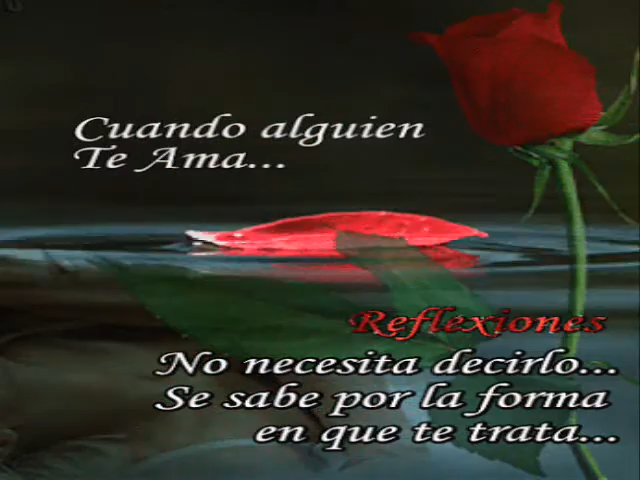 Cuando alguien
Te Ama...
Reflexiones
No necesita decirlo...
Se sabe por la forma
en que te trata...